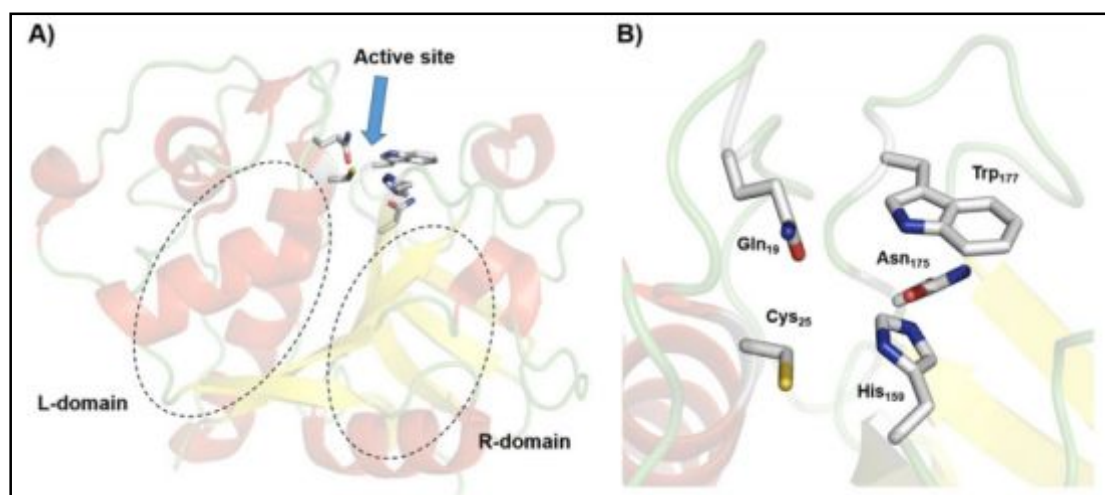 A)
Active site
L-domain
R-domain
B)
Trp177
Gln19
Asn175
Cys25
His159